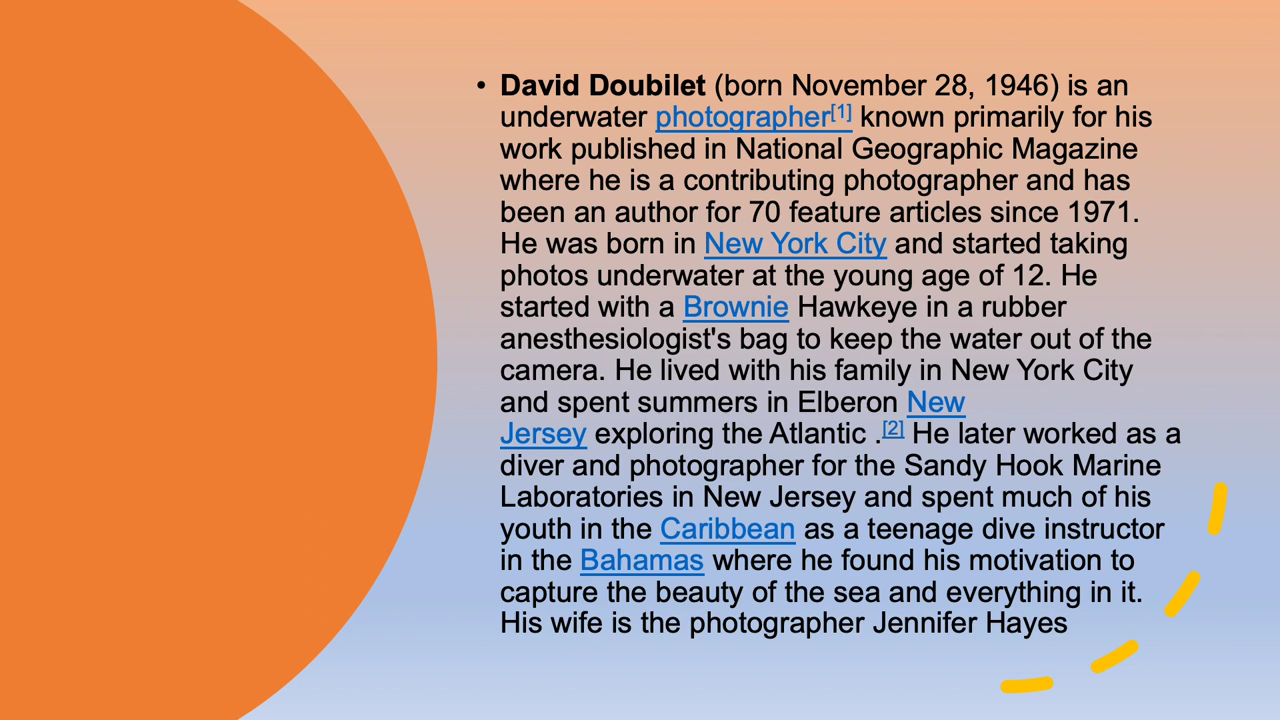 • David Doubilet (born November 28, 1946) is an
underwater photographer[1] known primarily for his
work published in National Geographic Magazine
where he is a contributing photographer and has
been an author for 70 feature articles since 1971.
He was born in New York City and started taking
photos underwater at the young age of 12. He
started with a Brownie Hawkeye in a rubber
anesthesiologist's bag to keep the water out of the
camera. He lived with his family in New York City
and spent summers in Elberon New
Jersey exploring the Atlantic .[2] He later worked as a
diver and photographer for the Sandy Hook Marine
Laboratories in New Jersey and spent much of his
youth in the Caribbean as a teenage dive instructor
in the Bahamas where he found his motivation to
capture the beauty of the sea and everything in it.
His wife is the photographer Jennifer Hayes